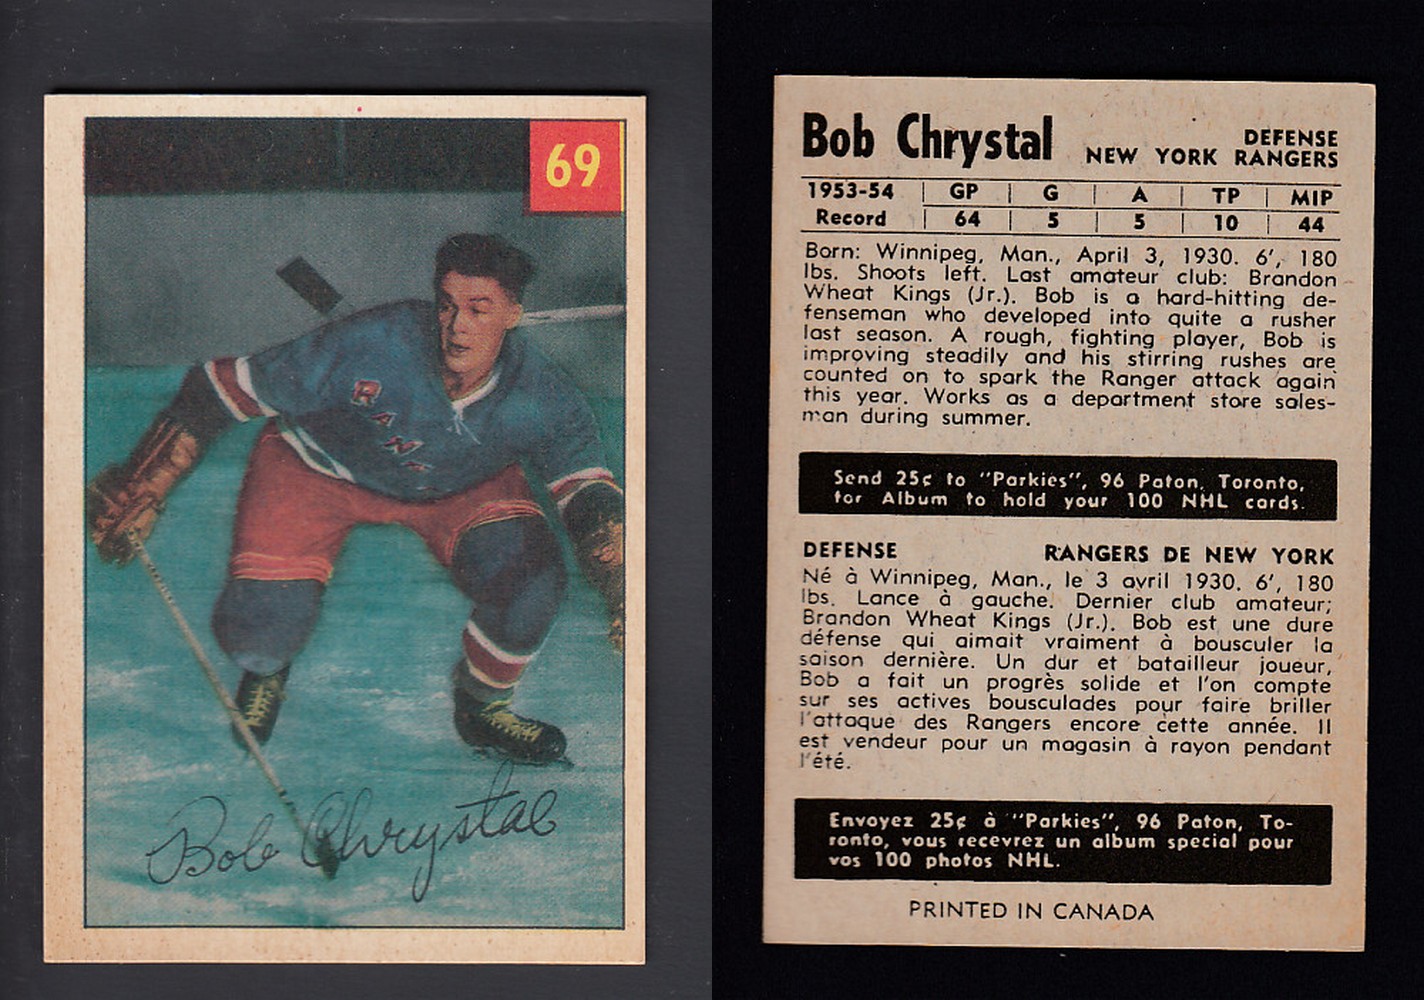 69
RANG
Bob Chrystal
Bob Chrystal
DEFENSE
NEW YORK RANGERS
1953-54 GP G A TP MIP
Record 64 5 5 10 44
Born: Winnipeg, Man., April 3, 1930. 6', 180
lbs. Shoots left. Last amateur club: Brandon
Wheat Kings (Jr.). Bob is a hard-hitting de-
fenseman who developed into quite a rusher
last season. A rough, fighting player, Bob is
improving steadily and his stirring rushes are
counted on to spark the Ranger attack again
this year. Works as a department store sales-
man during summer.
Send 25¢ to "Parkies", 96 Paton, Toronto,
for Album to hold your 100 NHL cards.
DEFENSE RANGERS DE NEW YORK
Né à Winnipeg, Man., le 3 avril 1930. 6', 180
lbs. Lance à gauche. Dernier club amateur;
Brandon Wheat Kings (Jr.). Bob est une dure
défense qui aimait vraiment à bousculer la
saison dernière. Un dur et batailleur joueur,
Bob a fait un progrès solide et l'on compte
sur ses actives bousculades pour faire briller
l'attaque des Rangers encore cette année. Il
est vendeur pour un magasin à rayon pendant
l'été.
Envoyez 25¢ à "Parkies", 96 Paton, To-
ronto, vous recevrez un album special pour
vos 100 photos NHL.
PRINTED IN CANADA